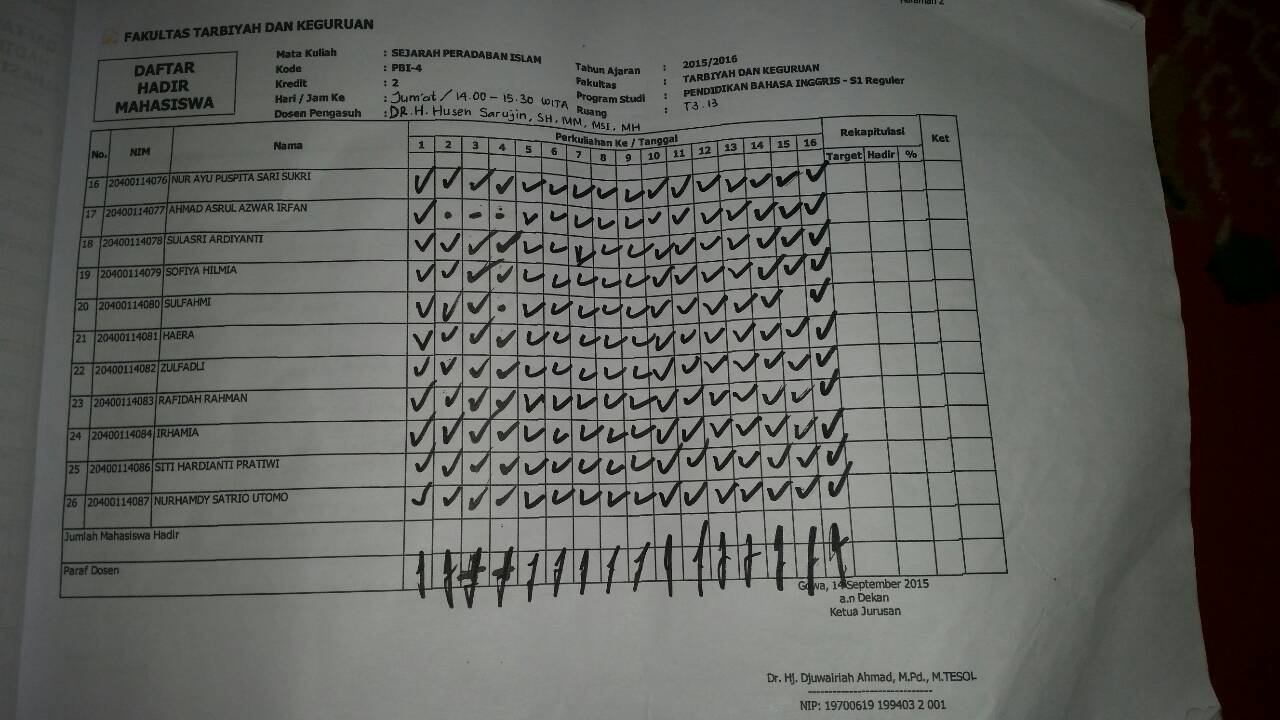 Halaman 2
FAKULTAS TARBIYAH DAN KEGURUAN
DAFTAR
HADIR
MAHASISWA
Mata Kuliah : SEJARAH PERADABAN ISLAM
Kode : PBI-4
Kredit : 2
Hari / Jam Ke : Jum'at / 14.00 - 15.30 WITA
Dosen Pengasuh : DR. H. Husen Sarujin, SH, MM, MSI, MH
Tahun Ajaran : 2015/2016
Fakultas : TARBIYAH DAN KEGURUAN
Program Studi : PENDIDIKAN BAHASA INGGRIS - S1 Reguler
Ruang : T3.13
No. NIM Nama Perkuliahan Ke / Tanggal Rekapitulasi Ket
1 2 3 4 5 6 7 8 9 10 11 12 13 14 15 16 Target Hadir %
16 20400114076 NUR AYU PUSPITA SARI SUKRI
17 20400114077 AHMAD ASRUL AZWAR IRFAN
18 20400114078 SULASRI ARDIYANTI
19 20400114079 SOFIYA HILMIA
20 20400114080 SULFAHMI
21 20400114081 HAERA
22 20400114082 ZULFADLI
23 20400114083 RAFIDAH RAHMAN
24 20400114084 IRHAMIA
25 20400114086 SITI HARDIANTI PRATIWI
26 20400114087 NURHAMDY SATRIO UTOMO
Jumlah Mahasiswa Hadir
Paraf Dosen
Gowa, 14 September 2015
a.n Dekan
Ketua Jurusan
Dr. Hj. Djuwairiah Ahmad, M.Pd., M.TESOL
NIP: 19700619 199403 2 001